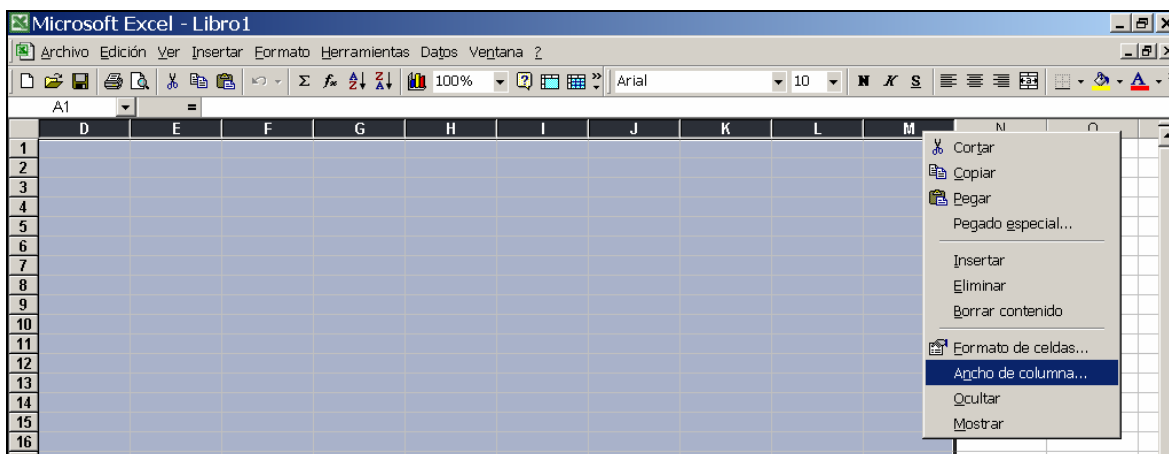 Microsoft Excel - Libro1
Archivo Edición Ver Insertar Formato Herramientas Datos Ventana ?
Σ fx 100% Arial 10 N K S A
A1 =
D E F G H I J K L M N O
1
2
3
4
5
6
7
8
9
10
11
12
13
14
15
16
Cortar
Copiar
Pegar
Pegado especial...
Insertar
Eliminar
Borrar contenido
Formato de celdas...
Ancho de columna...
Ocultar
Mostrar